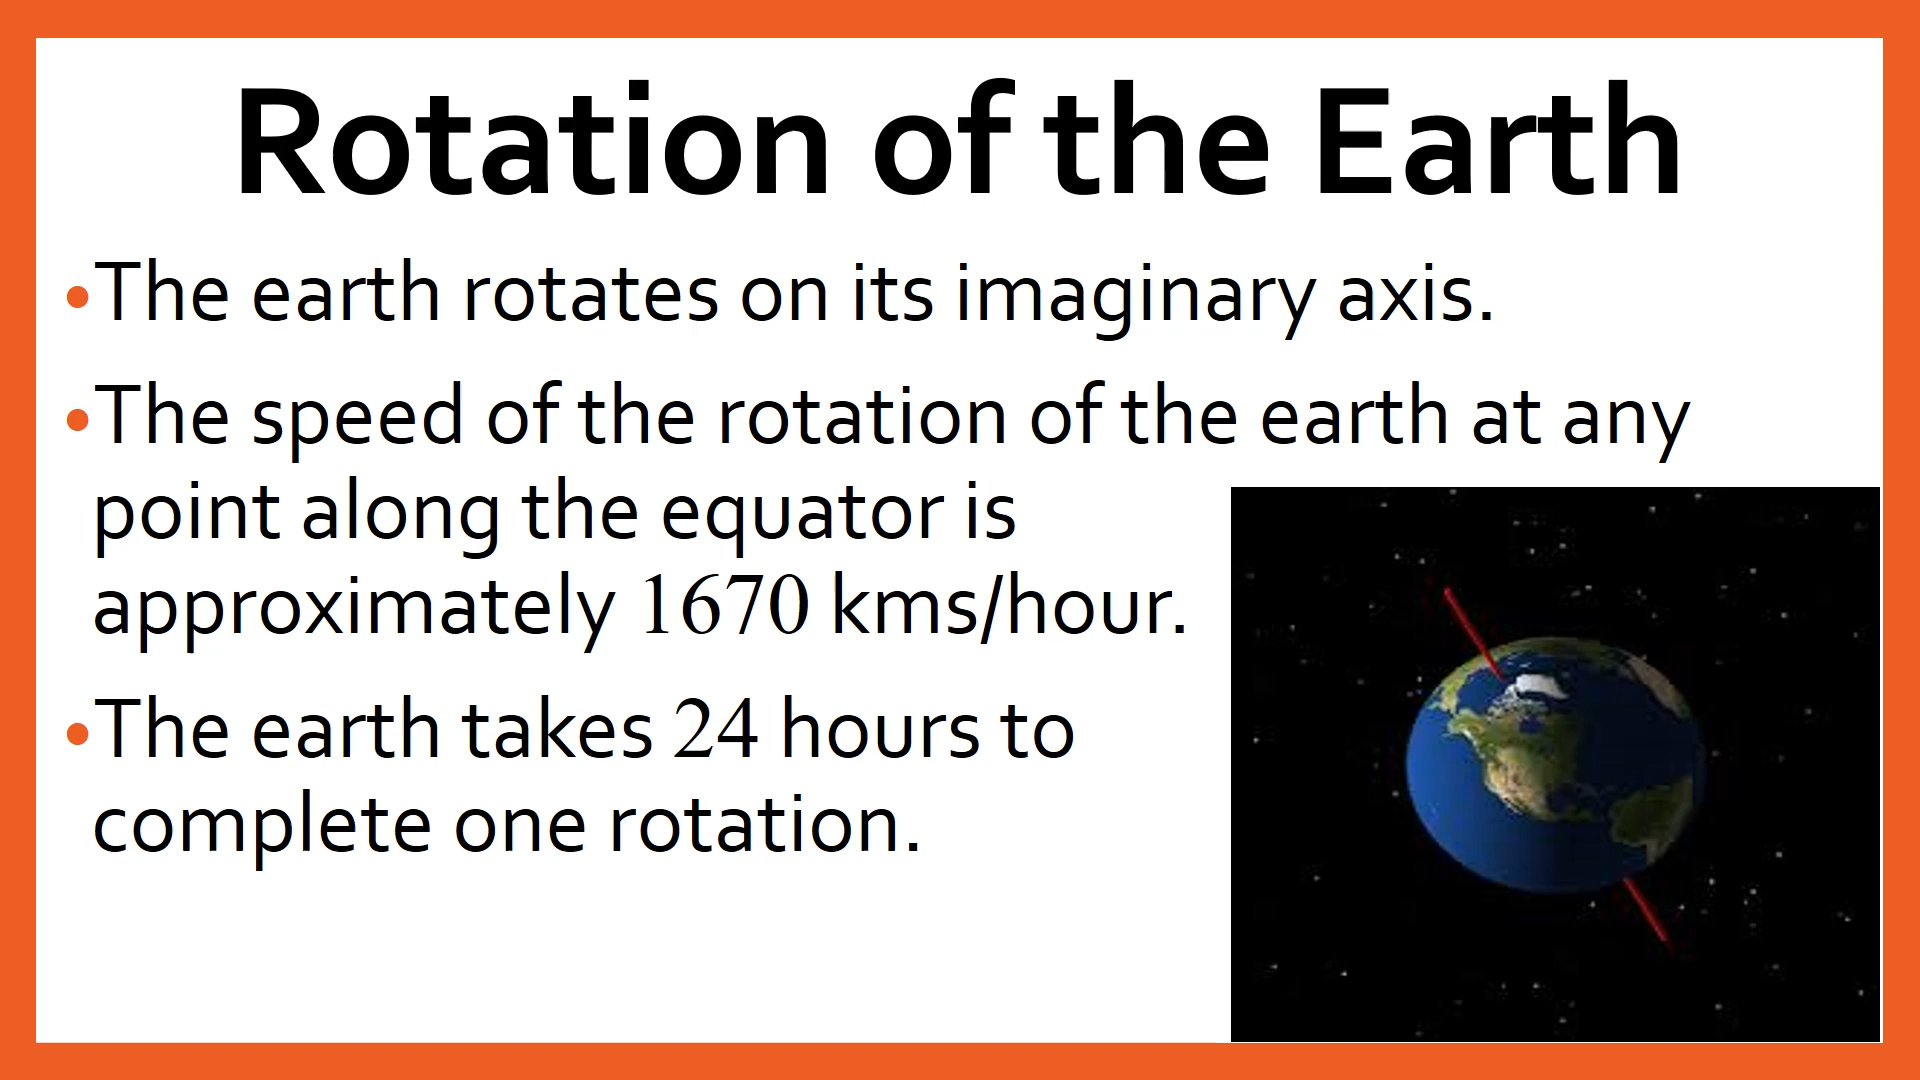 Rotation of the Earth
•The earth rotates on its imaginary axis.
•The speed of the rotation of the earth at any
point along the equator is
approximately 1670 kms/hour.
•The earth takes 24 hours to
complete one rotation.